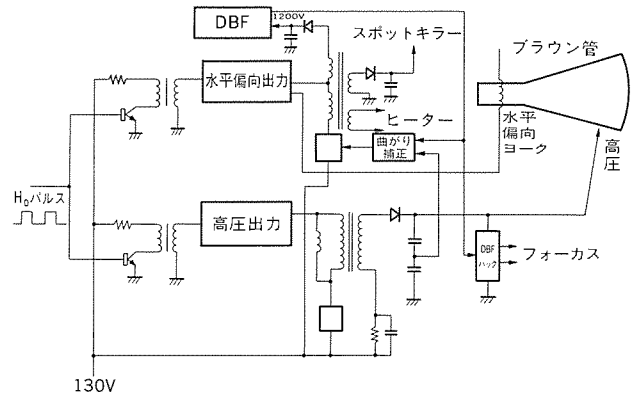 DBF
1200V
スポットキラー
ブラウン管
水平偏向出力
ヒーター
水平
偏向
ヨーク
曲がり
補正
高圧
HDパルス
高圧出力
DBF
パック
フォーカス
130V